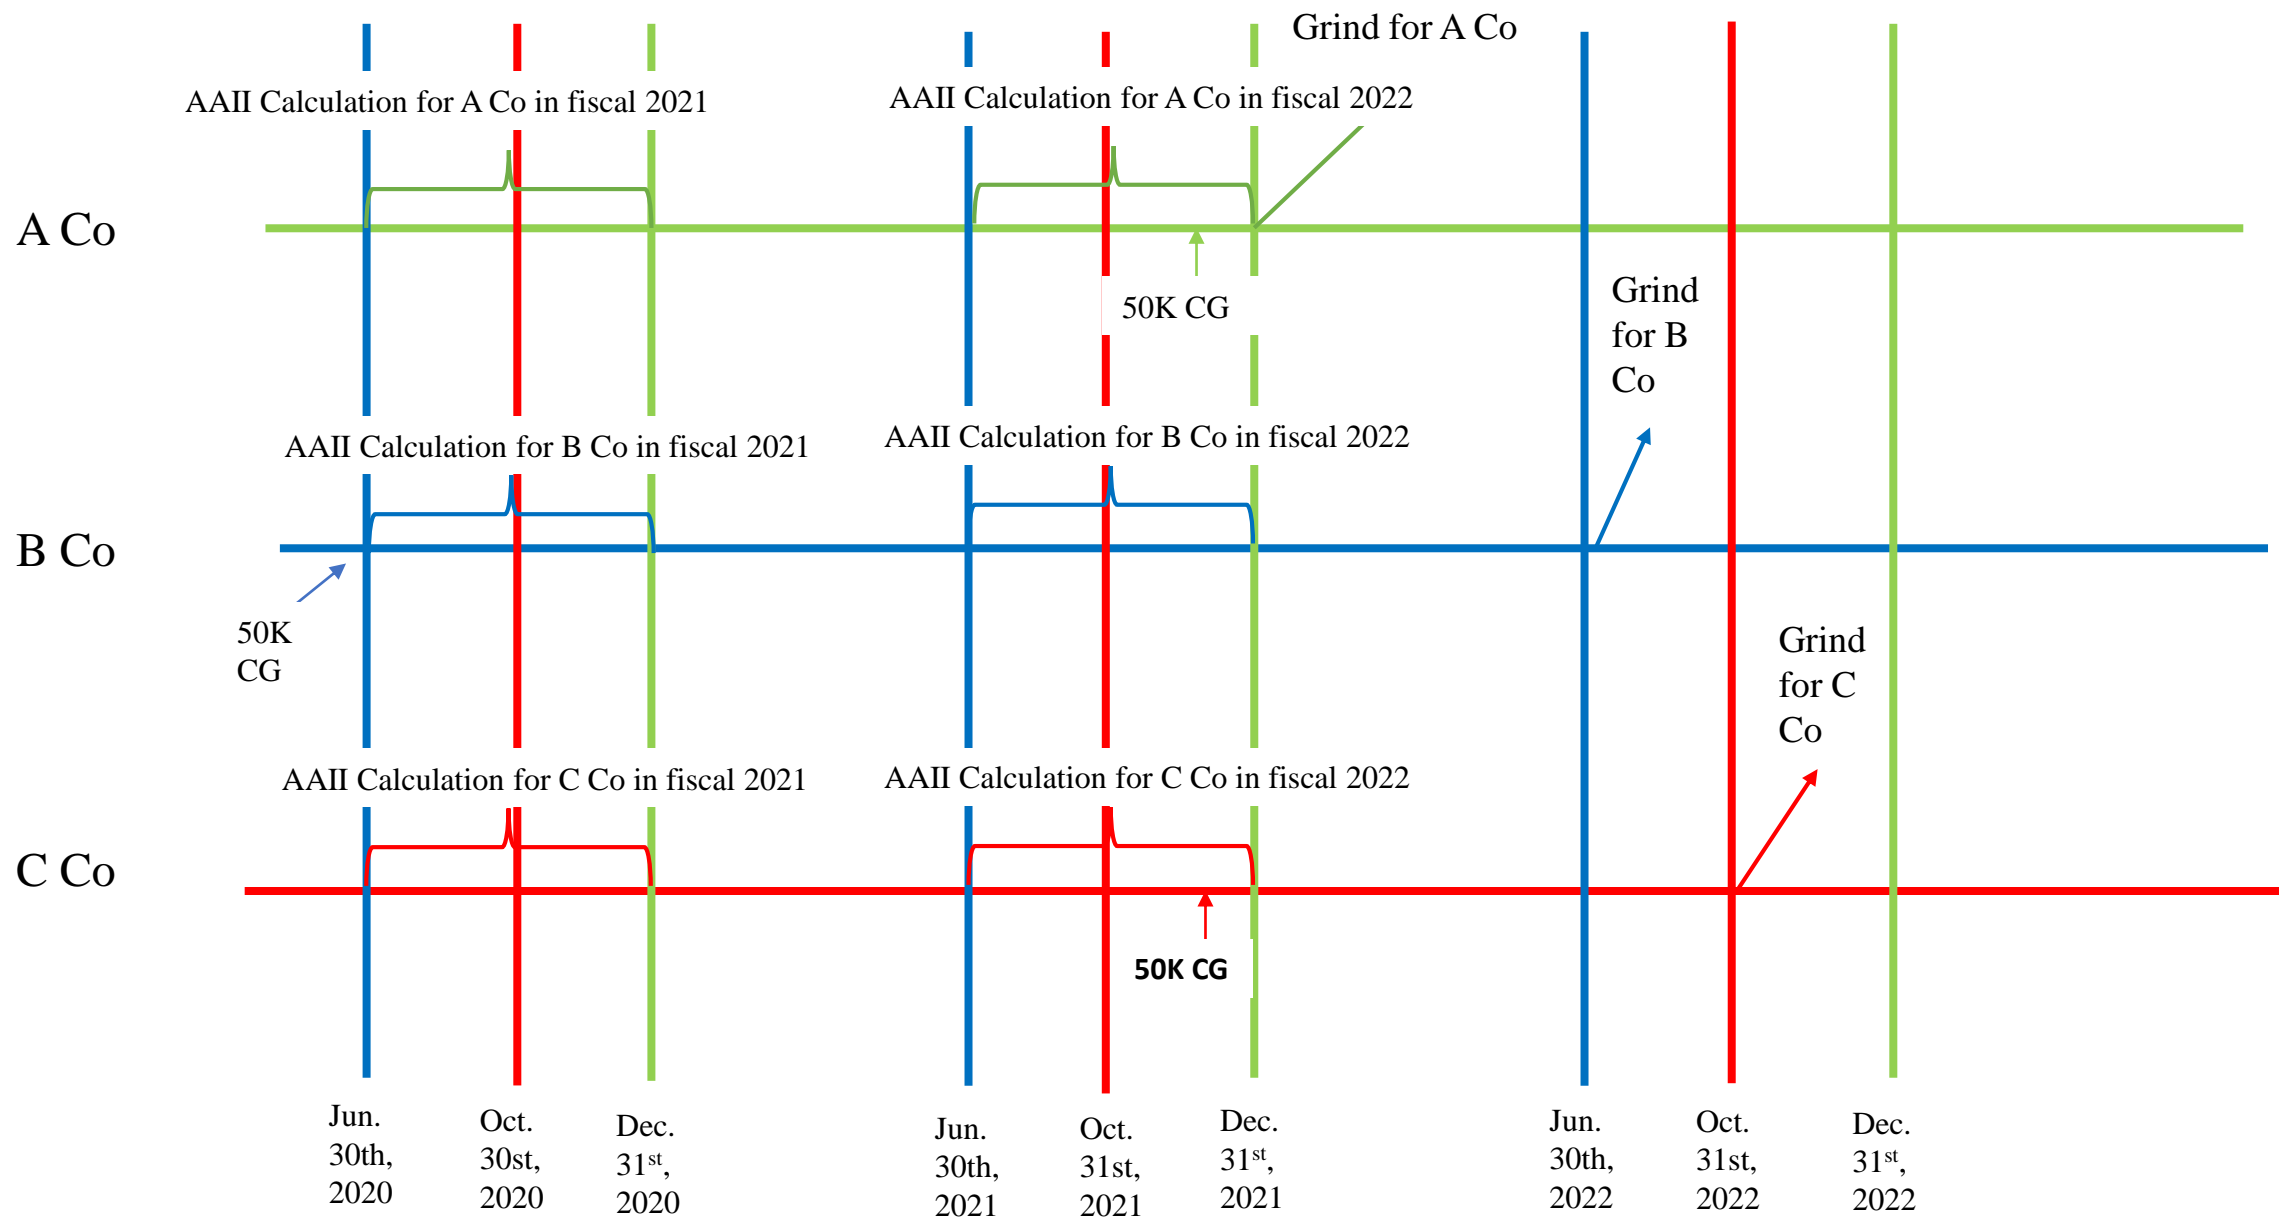 Grind for A Co
AAII Calculation for A Co in fiscal 2021
AAII Calculation for A Co in fiscal 2022
A Co
50K CG
Grind
for B
Co
AAII Calculation for B Co in fiscal 2021
AAII Calculation for B Co in fiscal 2022
B Co
50K
CG
Grind
for C
Co
AAII Calculation for C Co in fiscal 2021
AAII Calculation for C Co in fiscal 2022
C Co
50K CG
Jun.
30th,
2020
Oct.
30st,
2020
Dec.
31st,
2020
Jun.
30th,
2021
Oct.
31st,
2021
Dec.
31st,
2021
Jun.
30th,
2022
Oct.
31st,
2022
Dec.
31st,
2022